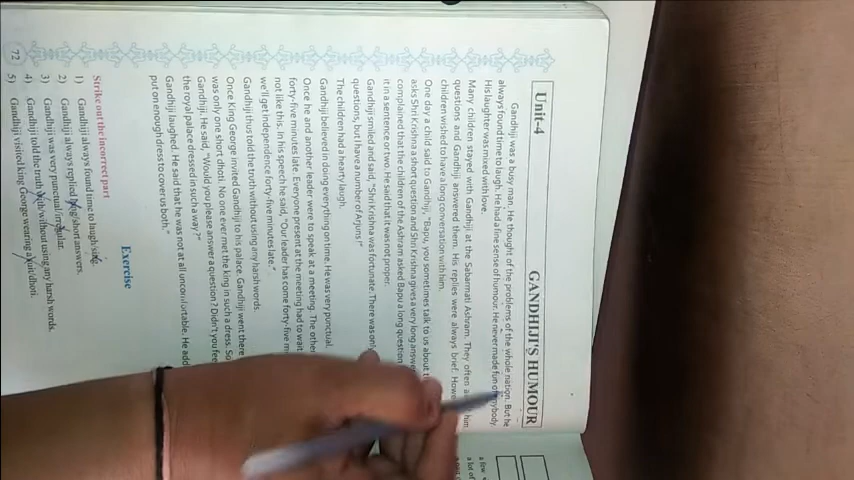 Unit-4
GANDHIJI'S HUMOUR
Gandhiji was a busy man. He thought of the problems of the whole nation. But he
always found time to laugh. He had a fine sense of humour. He never made fun of anybody.
His laughter was mixed with love.
Many children stayed with Gandhiji at the Sabarmati Ashram. They often him
questions and Gandhiji answered them. His replies were always brief.
children wished to have a long conversation with him.
One day a child said to Gandhiji, "Bapu, you sometimes talk to us about
asks Shri Krishna a short question and Shri Krishna gives a very long answer
complained that the children of the Ashram asked Bapu a long question
it in a sentence or two. He said that it was not proper.
Gandhiji smiled and said, "Shri Krishna was fortunate. There was only
questions, but I have a number of Arjuns!"
The children had a hearty laugh.
Gandhiji believed in doing everything on time. He was very punctual.
Once he and another leader were to speak at a meeting. The other
forty-five minutes late. Everyone present at the meeting had to wait
not like this. In his speech he said, "Our leader has come forty-five
we'll get independence forty-five minutes late."
Gandhiji thus told the truth without using any harsh words.
Once King George invited Gandhiji to his palace. Gandhiji went there
was only one short dhoti. No one ever met the king in such a dress. So
Gandhiji. He said, "Would you please answer a question? Didn't you feel
the royal palace dressed in such a way?"
Gandhiji laughed. He said that he was not at all uncomfortable. He
put on enough dress to cover us both."
Exercise
Strike out the incorrect part
1) Gandhiji always found time to laugh/sing.
2) Gandhiji always replied long/short answers.
3) Gandhiji was very punctual/irregular.
4) Gandhiji told the truth with/without using any harsh words.
5) Gandhiji visited king George wearing a suit/dhoti.
72
a few
a lot of